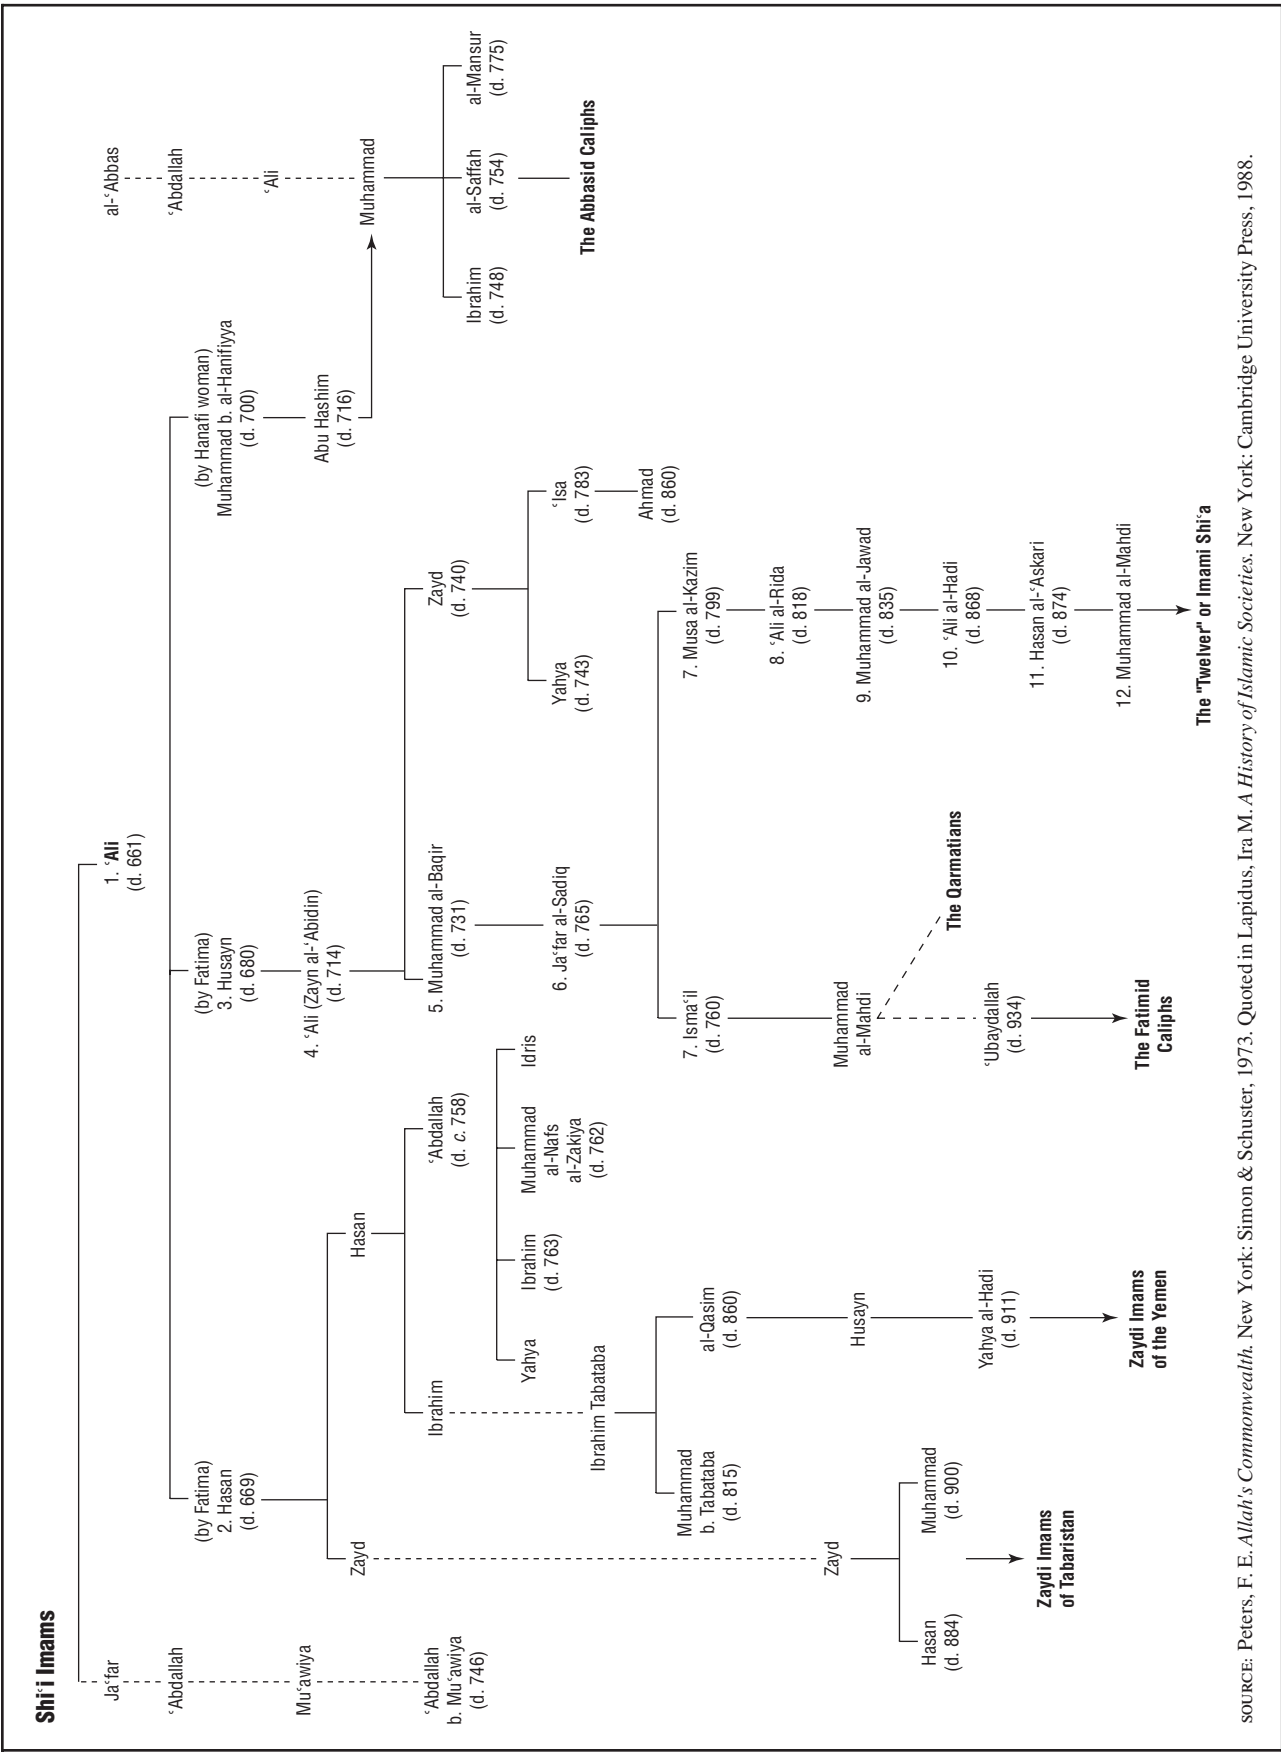 Shiʿi Imams
1. ʿAli
(d. 661)
Jaʿfar
ʿAbdallah
Muʿawiya
ʿAbdallah
b. Muʿawiya
(d. 746)
(by Fatima)
2. Hasan
(d. 669)
(by Fatima)
3. Husayn
(d. 680)
(by Hanafi woman)
Muhammad b. al-Hanifiyya
(d. 700)
al-ʿAbbas
ʿAbdallah
ʿAli
Muhammad
Abu Hashim
(d. 716)
Ibrahim
(d. 748)
al-Saffah
(d. 754)
al-Mansur
(d. 775)
The Abbasid Caliphs
4. ʿAli (Zayn al-ʿAbidin)
(d. 714)
Zayd
Hasan
Ibrahim
ʿAbdallah
(d. c. 758)
Yahya
Ibrahim
(d. 763)
Muhammad
al-Nafs
al-Zakiya
(d. 762)
Idris
Ibrahim Tabataba
Muhammad
b. Tabataba
(d. 815)
al-Qasim
(d. 860)
Husayn
Yahya al-Hadi
(d. 911)
Zaydi Imams
of the Yemen
Zayd
Hasan
(d. 884)
Muhammad
(d. 900)
Zaydi Imams
of Tabaristan
5. Muhammad al-Baqir
(d. 731)
Zayd
(d. 740)
Yahya
(d. 743)
ʿIsa
(d. 783)
Ahmad
(d. 860)
6. Jaʿfar al-Sadiq
(d. 765)
7. Ismaʿil
(d. 760)
Muhammad
al-Mahdi
The Qarmatians
ʿUbaydallah
(d. 934)
The Fatimid
Caliphs
7. Musa al-Kazim
(d. 799)
8. ʿAli al-Rida
(d. 818)
9. Muhammad al-Jawad
(d. 835)
10. ʿAli al-Hadi
(d. 868)
11. Hasan al-ʿAskari
(d. 874)
12. Muhammad al-Mahdi
The "Twelver" or Imami Shiʿa
SOURCE: Peters, F. E. Allah's Commonwealth. New York: Simon & Schuster, 1973. Quoted in Lapidus, Ira M. A History of Islamic Societies. New York: Cambridge University Press, 1988.